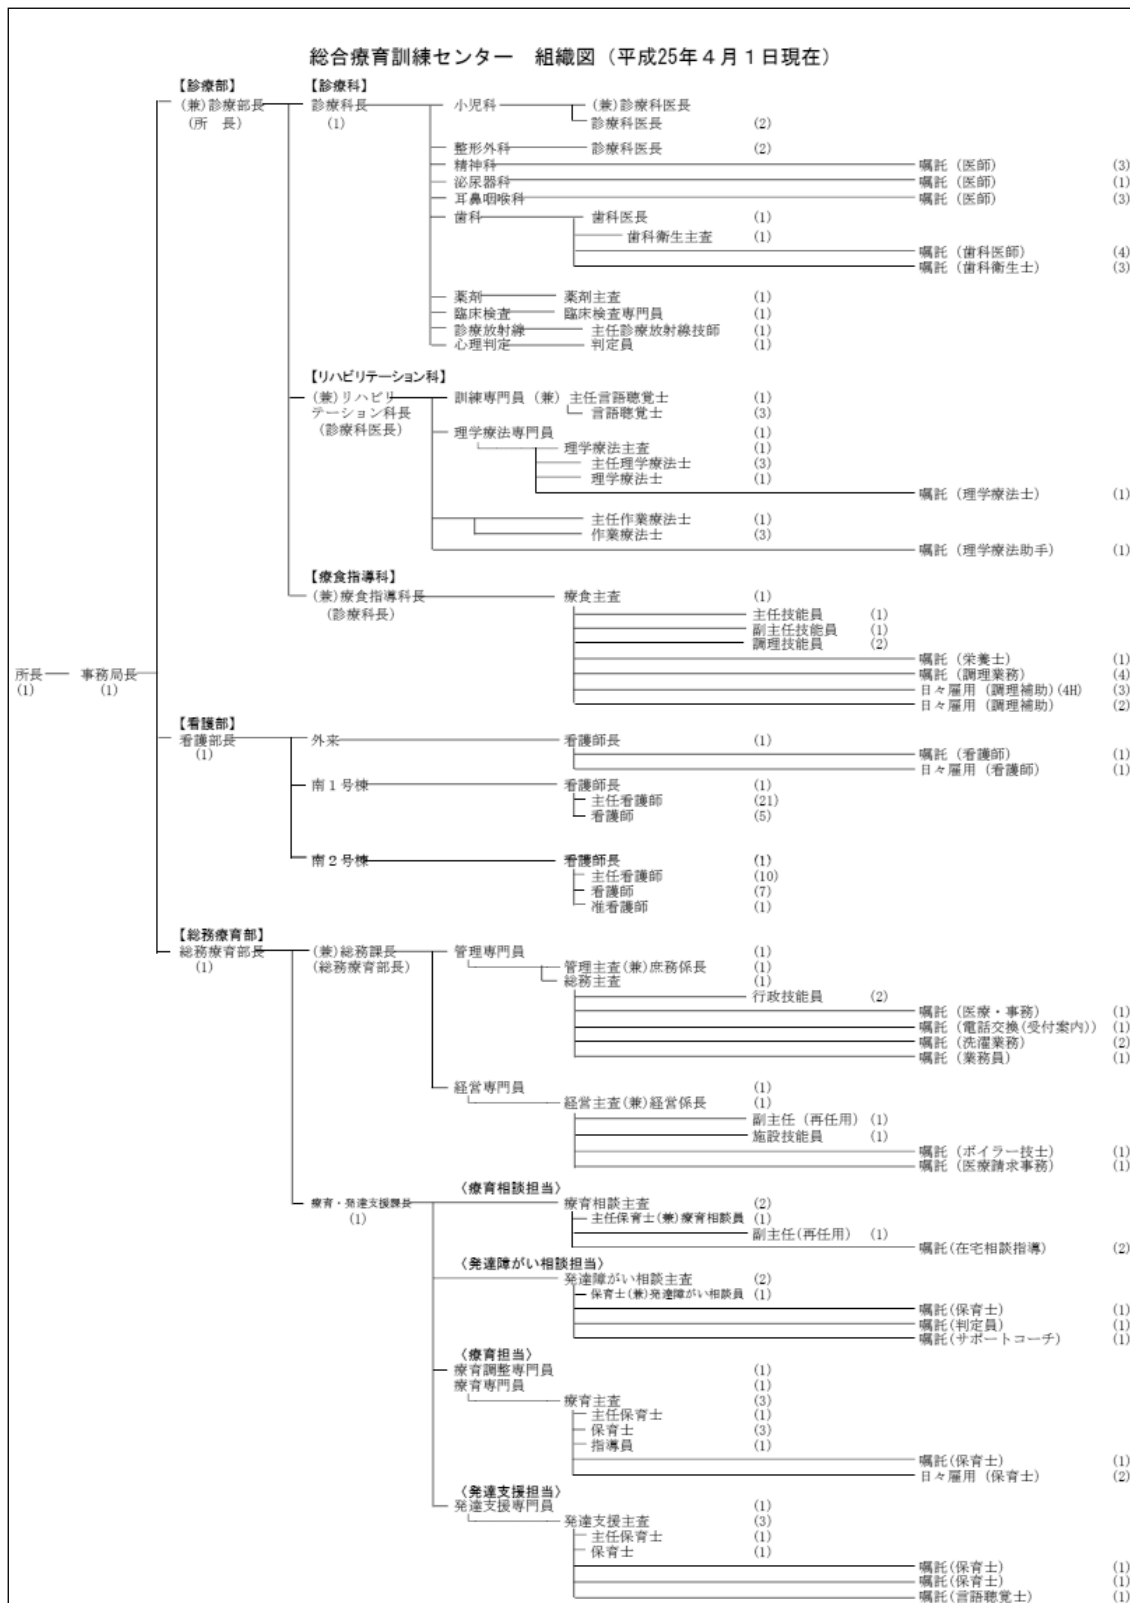 総合療育訓練センター　組織図（平成25年４月１日現在）
【診療部】　【診療科】
(兼)診療部長　診療科長　小児科　(兼)診療科医長
(所　長)　(1)　診療科医長　(2)
整形外科　診療科医長　(2)
精神科　嘱託（医師）　(3)
泌尿器科　嘱託（医師）　(1)
耳鼻咽喉科　嘱託（医師）　(3)
歯科　歯科医長　(1)
歯科衛生主査　(1)
嘱託（歯科医師）　(4)
嘱託（歯科衛生士）　(3)
薬剤　薬剤主査　(1)
臨床検査　臨床検査専門員　(1)
診療放射線　主任診療放射線技師　(1)
心理判定　判定員　(1)
【リハビリテーション科】
(兼)リハビリ　訓練専門員（兼）主任言語聴覚士　(1)
テーション科長　言語聴覚士　(3)
(診療科医長)　理学療法専門員　(1)
理学療法主査　(1)
主任理学療法士　(3)
理学療法士　(1)
嘱託（理学療法士）　(1)
主任作業療法士　(1)
作業療法士　(3)
嘱託（理学療法助手）　(1)
【療食指導科】
(兼)療食指導科長　療食主査　(1)
(診療科長)　主任技能員　(1)
副主任技能員　(1)
調理技能員　(2)
嘱託（栄養士）　(1)
所長　事務局長　嘱託（調理業務）　(4)
(1)　(1)　日々雇用（調理補助）(4H)　(3)
日々雇用（調理補助）　(2)
【看護部】
看護部長　外来　看護師長　(1)
(1)　嘱託（看護師）　(1)
日々雇用（看護師）　(1)
南１号棟　看護師長　(1)
主任看護師　(21)
看護師　(5)
南２号棟　看護師長　(1)
主任看護師　(10)
看護師　(7)
准看護師　(1)
【総務療育部】
総務療育部長　(兼)総務課長　管理専門員　(1)
(1)　(総務療育部長)　管理主査(兼)庶務係長　(1)
総務主査　(1)
行政技能員　(2)
嘱託（医療・事務）　(1)
嘱託（電話交換(受付案内)）　(1)
嘱託（洗濯業務）　(2)
嘱託（業務員）　(1)
経営専門員　(1)
経営主査(兼)経営係長　(1)
副主任（再任用）　(1)
施設技能員　(1)
嘱託（ボイラー技士）　(1)
嘱託（医療請求事務）　(1)
〈療育相談担当〉
療育・発達支援課長　療育相談主査　(2)
(1)　主任保育士(兼)療育相談員　(1)
副主任(再任用)　(1)
嘱託(在宅相談指導)　(2)
〈発達障がい相談担当〉
発達障がい相談主査　(2)
保育士(兼)発達障がい相談員　(1)
嘱託(保育士)　(1)
嘱託(判定員)　(1)
嘱託(サポートコーチ)　(1)
〈療育担当〉
療育調整専門員　(1)
療育専門員　(1)
療育主査　(3)
主任保育士　(1)
保育士　(3)
指導員　(1)
嘱託(保育士)　(1)
日々雇用（保育士）　(2)
〈発達支援担当〉
発達支援専門員　(1)
発達支援主査　(3)
主任保育士　(1)
保育士　(1)
嘱託(保育士)　(1)
嘱託(保育士)　(1)
嘱託(言語聴覚士)　(1)